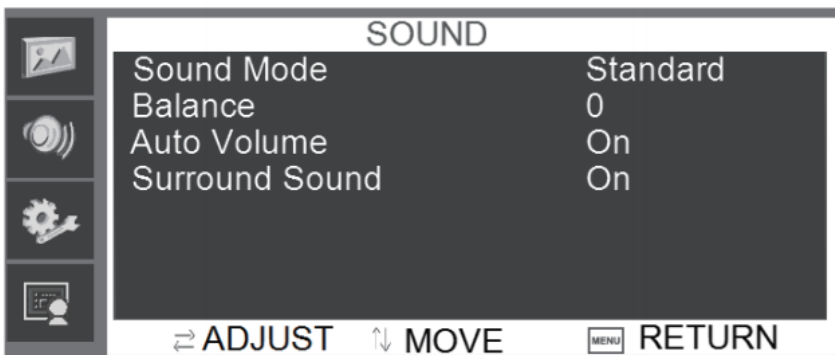 SOUND
Sound Mode Standard
Balance 0
Auto Volume On
Surround Sound On
ADJUST MOVE MENU RETURN